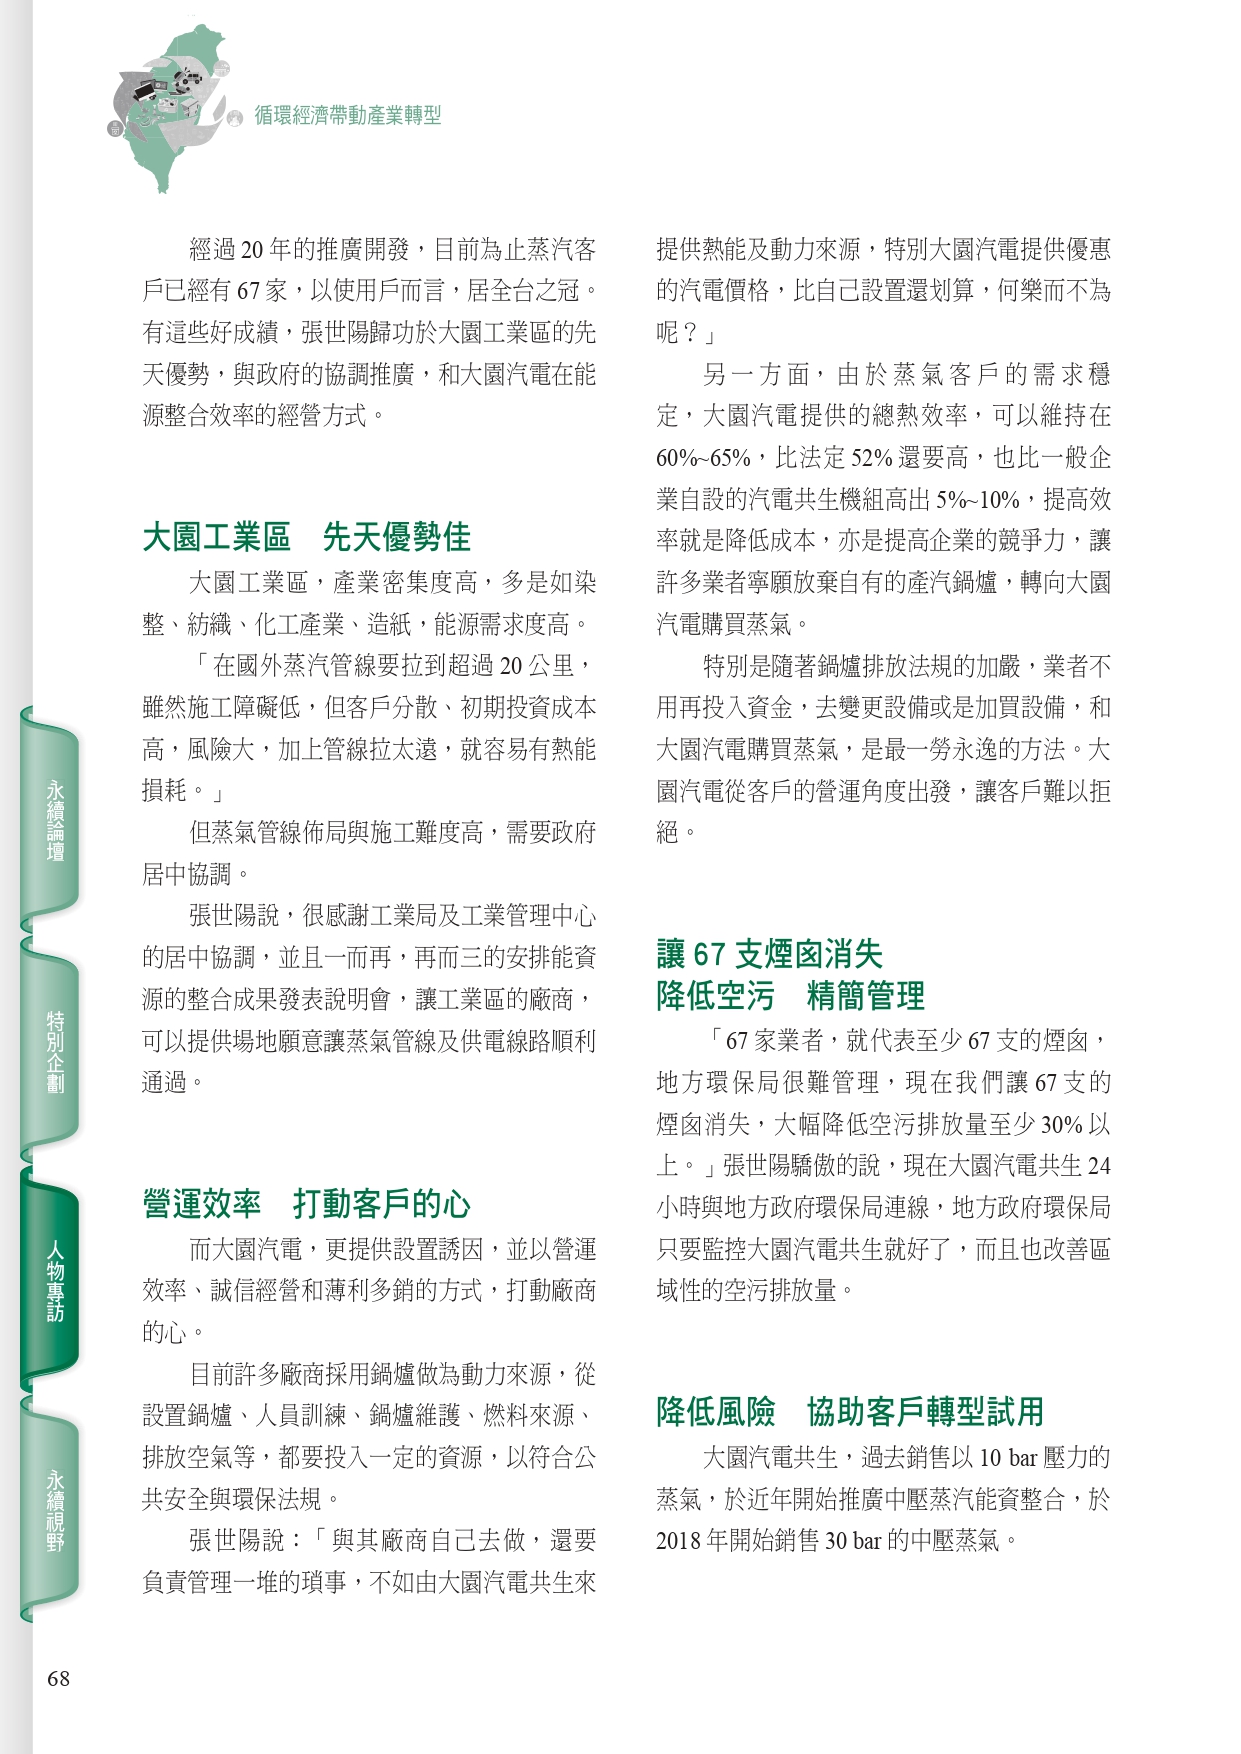 循環經濟帶動產業轉型
經過 20 年的推廣開發，目前為止蒸汽客
戶已經有 67 家，以使用戶而言，居全台之冠。
有這些好成績，張世陽歸功於大園工業區的先
天優勢，與政府的協調推廣，和大園汽電在能
源整合效率的經營方式。
大園工業區　先天優勢佳
大園工業區，產業密集度高，多是如染
整、紡織、化工產業、造紙，能源需求度高。
「在國外蒸汽管線要拉到超過 20 公里，
雖然施工障礙低，但客戶分散、初期投資成本
高，風險大，加上管線拉太遠，就容易有熱能
損耗。」
但蒸氣管線佈局與施工難度高，需要政府
居中協調。
張世陽說，很感謝工業局及工業管理中心
的居中協調，並且一而再，再而三的安排能資
源的整合成果發表說明會，讓工業區的廠商，
可以提供場地願意讓蒸氣管線及供電線路順利
通過。
營運效率　打動客戶的心
而大園汽電，更提供設置誘因，並以營運
效率、誠信經營和薄利多銷的方式，打動廠商
的心。
目前許多廠商採用鍋爐做為動力來源，從
設置鍋爐、人員訓練、鍋爐維護、燃料來源、
排放空氣等，都要投入一定的資源，以符合公
共安全與環保法規。
張世陽說：「與其廠商自己去做，還要
負責管理一堆的瑣事，不如由大園汽電共生來
提供熱能及動力來源，特別大園汽電提供優惠
的汽電價格，比自己設置還划算，何樂而不為
呢？」
另一方面，由於蒸氣客戶的需求穩
定，大園汽電提供的總熱效率，可以維持在
60%~65%，比法定 52% 還要高，也比一般企
業自設的汽電共生機組高出 5%~10%，提高效
率就是降低成本，亦是提高企業的競爭力，讓
許多業者寧願放棄自有的產汽鍋爐，轉向大園
汽電購買蒸氣。
特別是隨著鍋爐排放法規的加嚴，業者不
用再投入資金，去變更設備或是加買設備，和
大園汽電購買蒸氣，是最一勞永逸的方法。大
園汽電從客戶的營運角度出發，讓客戶難以拒
絕。
讓 67 支煙囪消失
降低空污　精簡管理
「67 家業者，就代表至少 67 支的煙囪，
地方環保局很難管理，現在我們讓 67 支的
煙囪消失，大幅降低空污排放量至少 30% 以
上。」張世陽驕傲的說，現在大園汽電共生 24
小時與地方政府環保局連線，地方政府環保局
只要監控大園汽電共生就好了，而且也改善區
域性的空污排放量。
降低風險　協助客戶轉型試用
大園汽電共生，過去銷售以 10 bar 壓力的
蒸氣，於近年開始推廣中壓蒸汽能資整合，於
2018 年開始銷售 30 bar 的中壓蒸氣。
永續論壇
特別企劃
人物專訪
永續視野
68